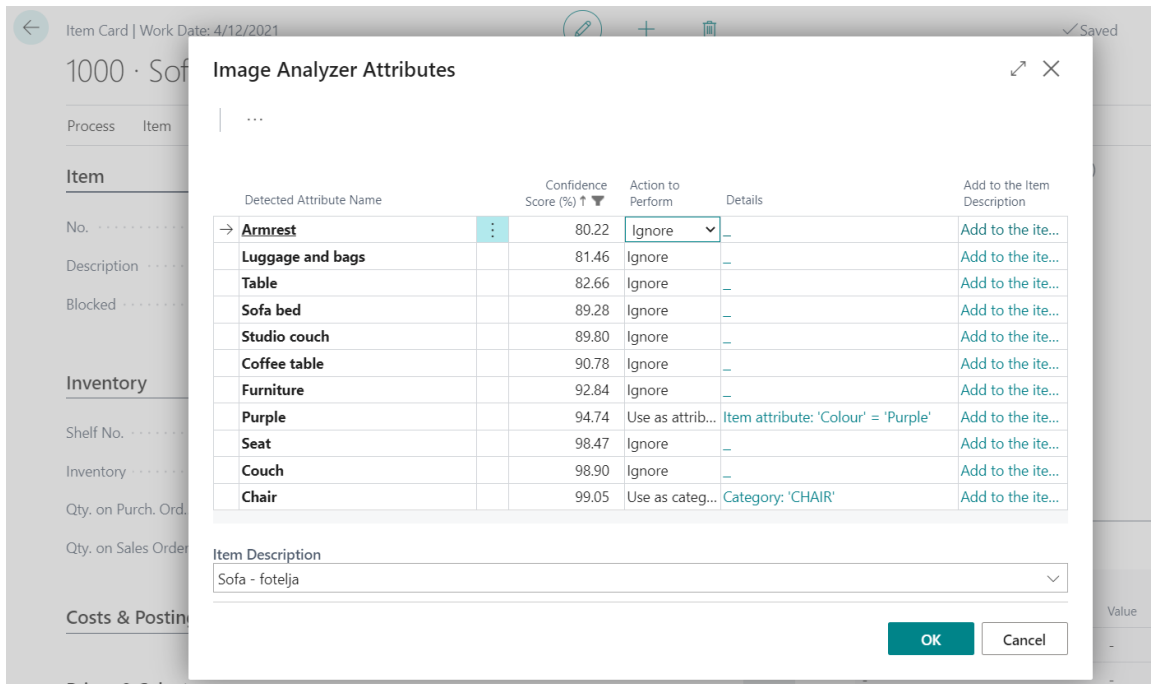 Item Card | Work Date: 4/12/2021
Saved
1000 · Sof
Image Analyzer Attributes
Process Item
...
Item
Detected Attribute Name Confidence Score (%) ↑ Action to Perform Details Add to the Item Description
No.
→ Armrest 80.22 Ignore _ Add to the ite...
Luggage and bags 81.46 Ignore _ Add to the ite...
Description
Table 82.66 Ignore _ Add to the ite...
Blocked
Sofa bed 89.28 Ignore _ Add to the ite...
Studio couch 89.80 Ignore _ Add to the ite...
Coffee table 90.78 Ignore _ Add to the ite...
Inventory
Furniture 92.84 Ignore _ Add to the ite...
Purple 94.74 Use as attrib... Item attribute: 'Colour' = 'Purple' Add to the ite...
Shelf No.
Seat 98.47 Ignore _ Add to the ite...
Inventory
Couch 98.90 Ignore _ Add to the ite...
Chair 99.05 Use as categ... Category: 'CHAIR' Add to the ite...
Qty. on Purch. Ord.
Qty. on Sales Order
Item Description
Sofa - fotelja
Costs & Posting
Value
OK Cancel
-
-